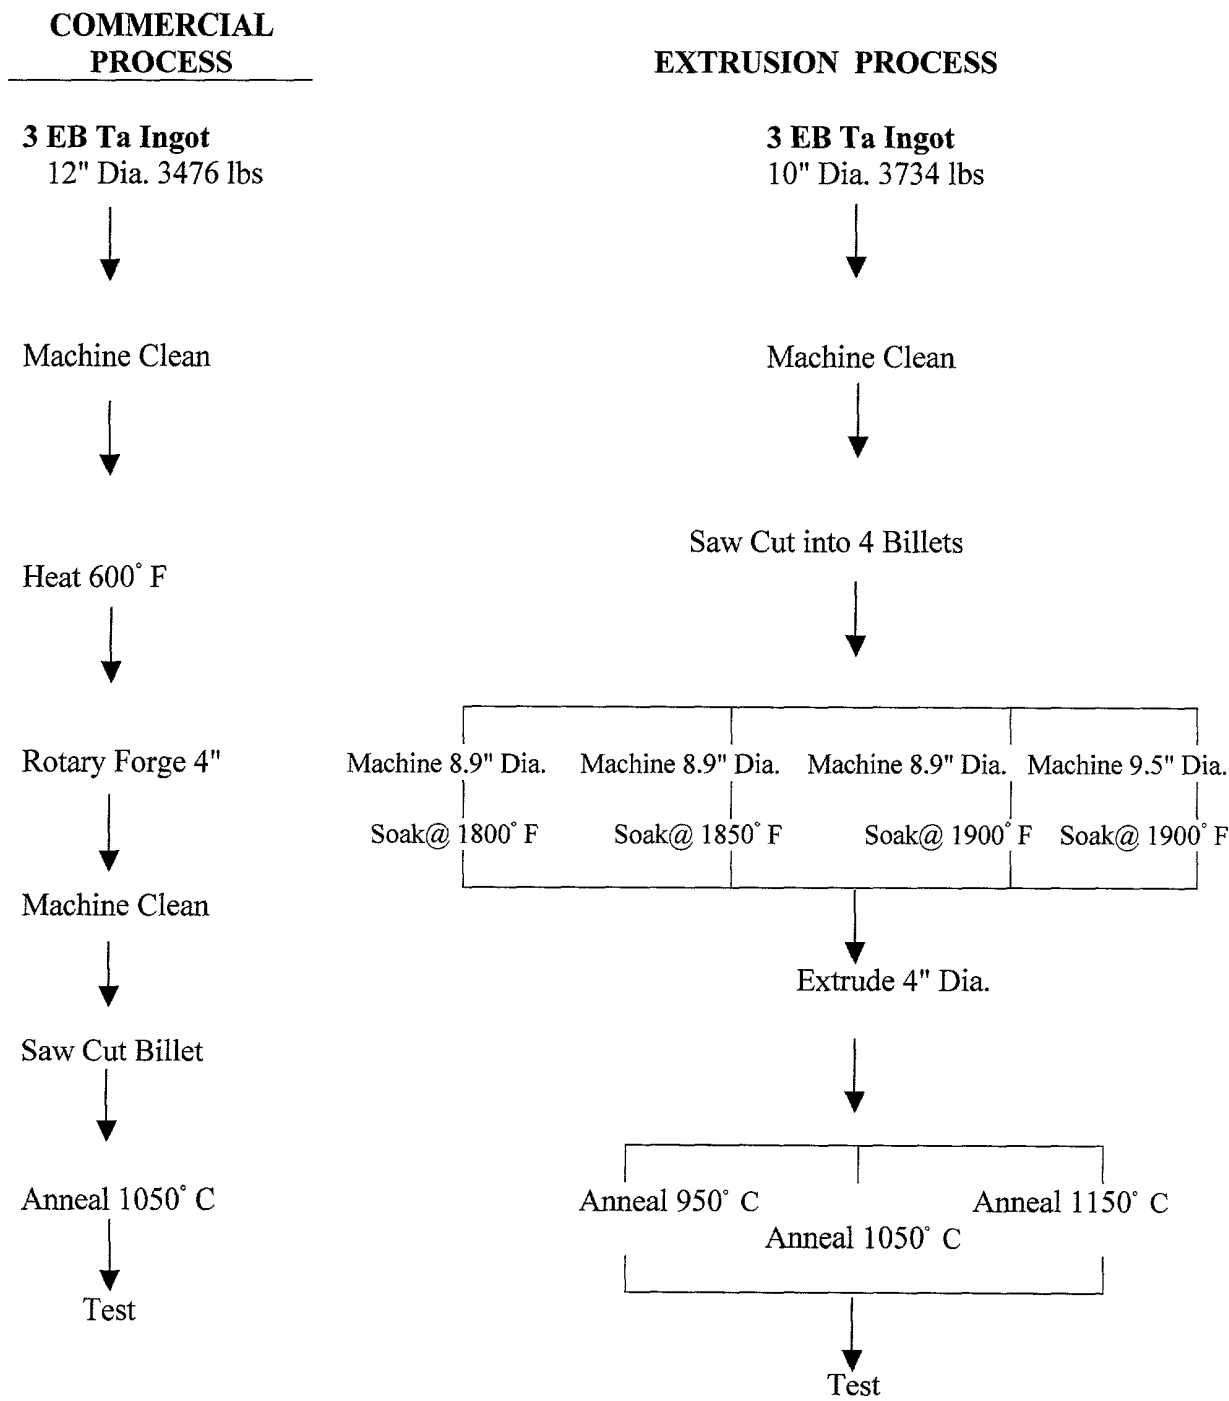 COMMERCIAL
PROCESS
3 EB Ta Ingot
12" Dia. 3476 lbs
Machine Clean
Heat 600° F
Rotary Forge 4"
Machine Clean
Saw Cut Billet
Anneal 1050° C
Test
EXTRUSION PROCESS
3 EB Ta Ingot
10" Dia. 3734 lbs
Machine Clean
Saw Cut into 4 Billets
Machine 8.9" Dia. Machine 8.9" Dia. Machine 8.9" Dia. Machine 9.5" Dia.
Soak@ 1800° F Soak@ 1850° F Soak@ 1900° F Soak@ 1900° F
Extrude 4" Dia.
Anneal 950° C Anneal 1150° C
Anneal 1050° C
Test